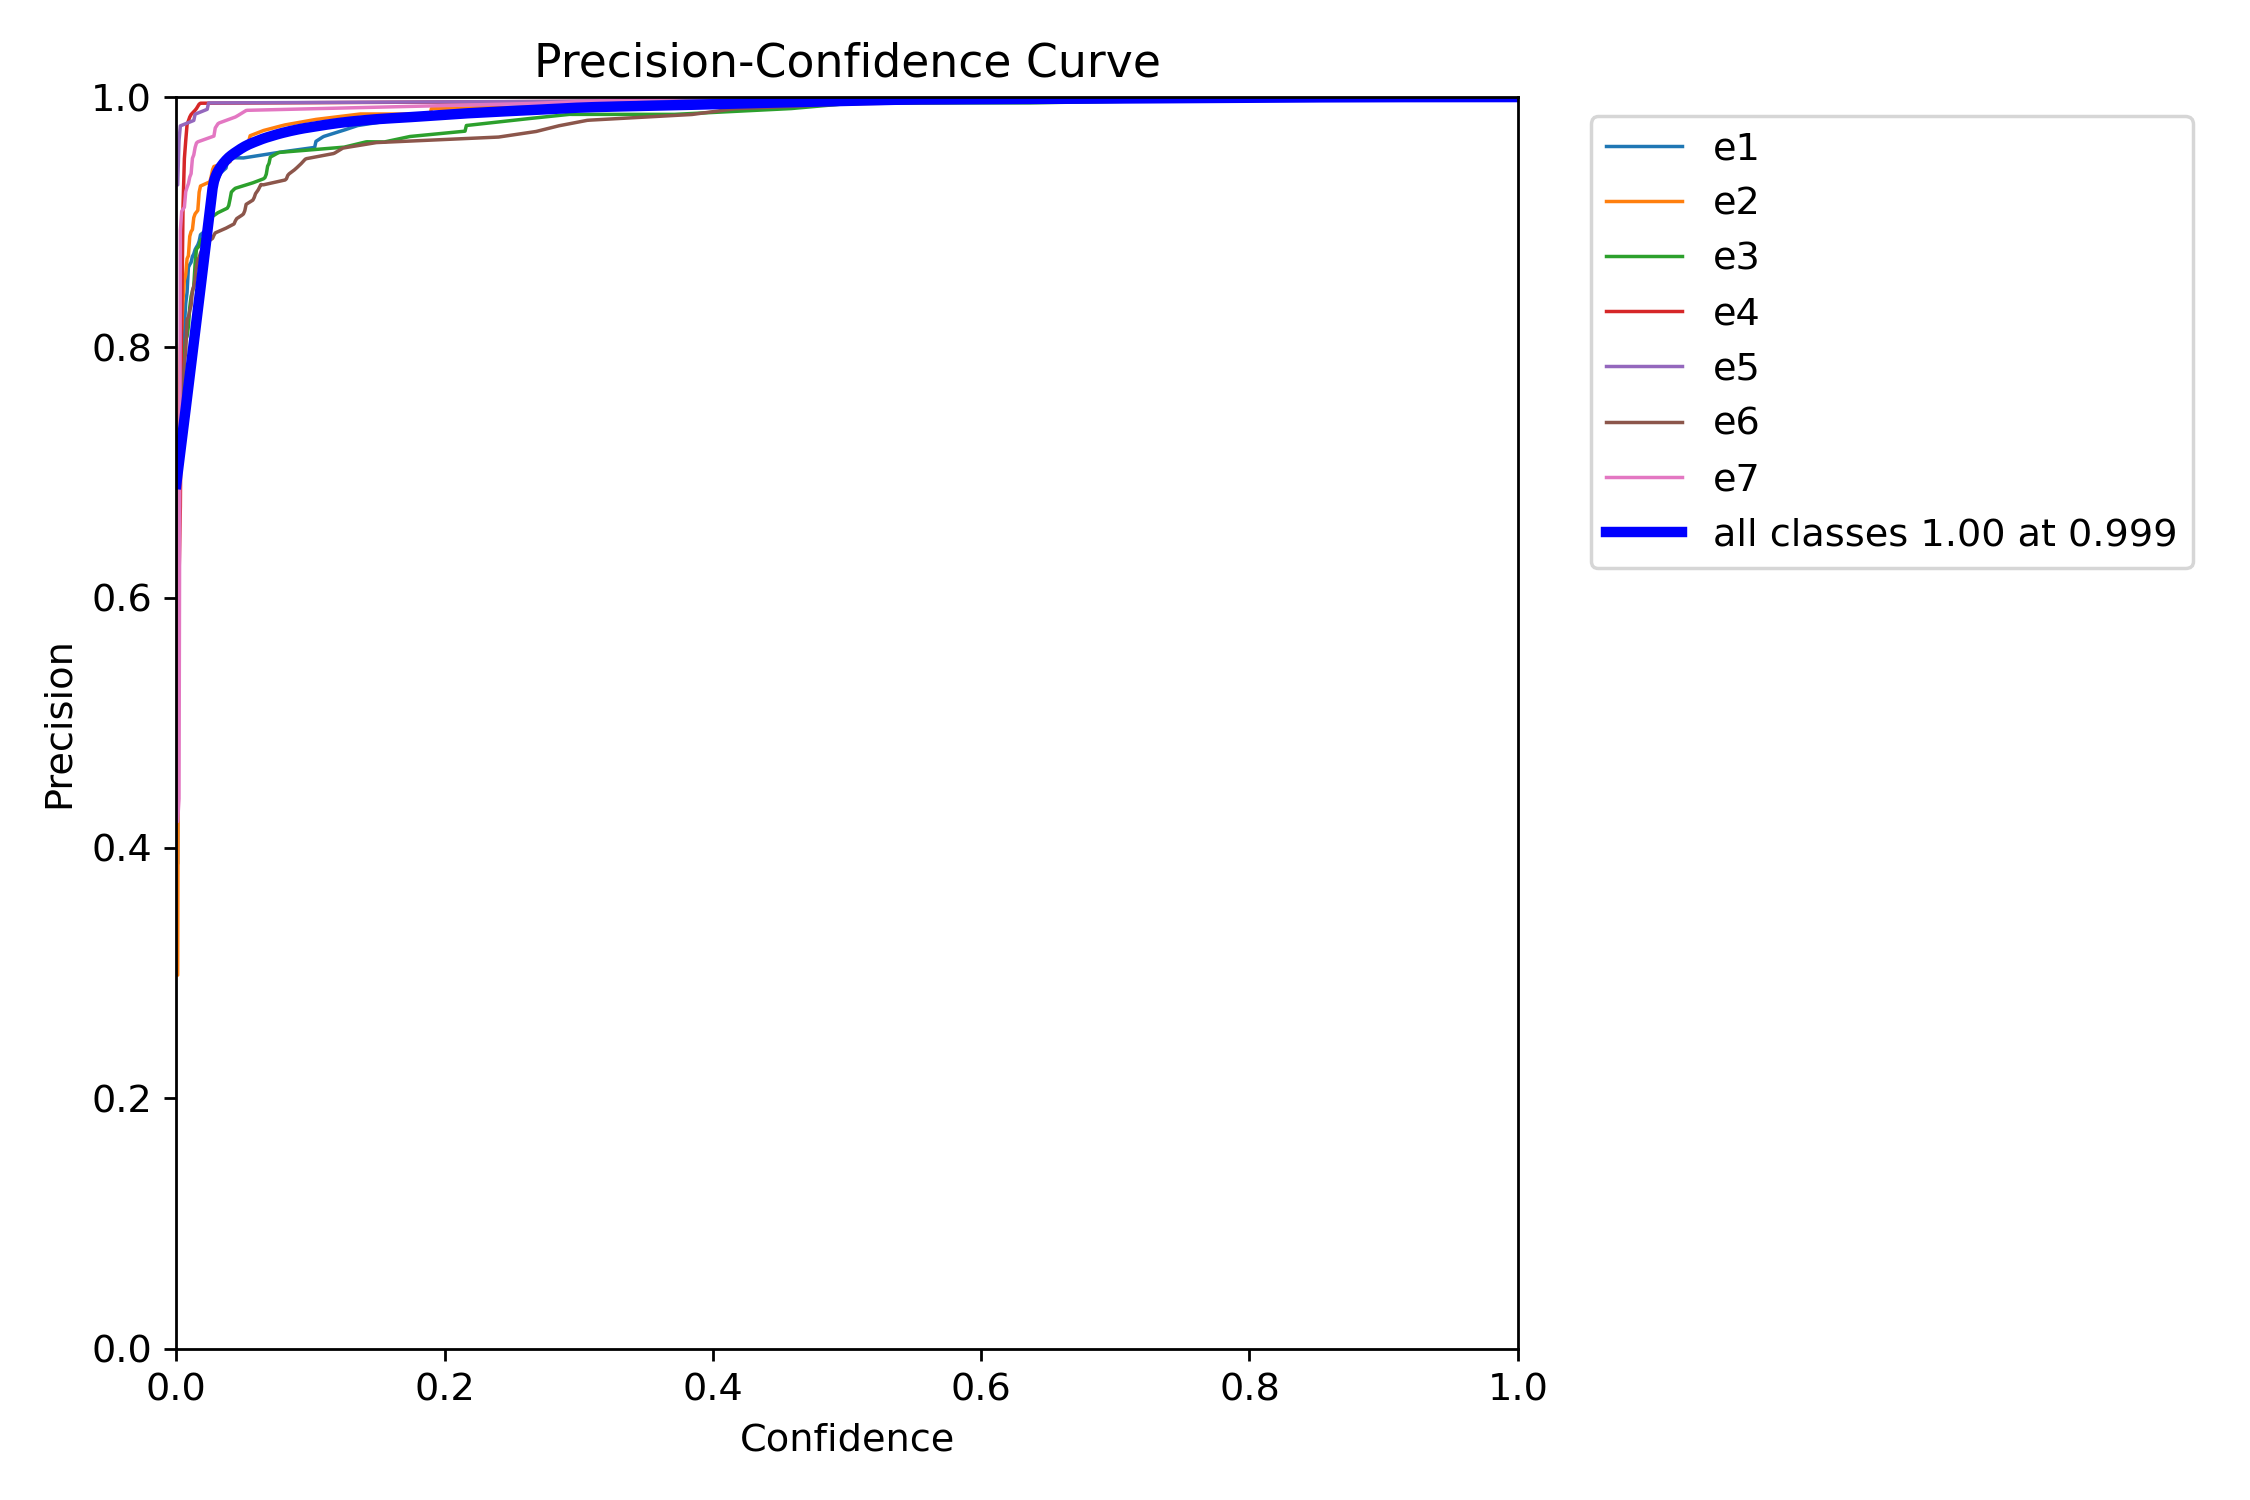 Precision-Confidence Curve
1.0
0.8
0.6
0.4
0.2
0.0
Precision
0.0 0.2 0.4 0.6 0.8 1.0
Confidence
e1
e2
e3
e4
e5
e6
e7
all classes 1.00 at 0.999